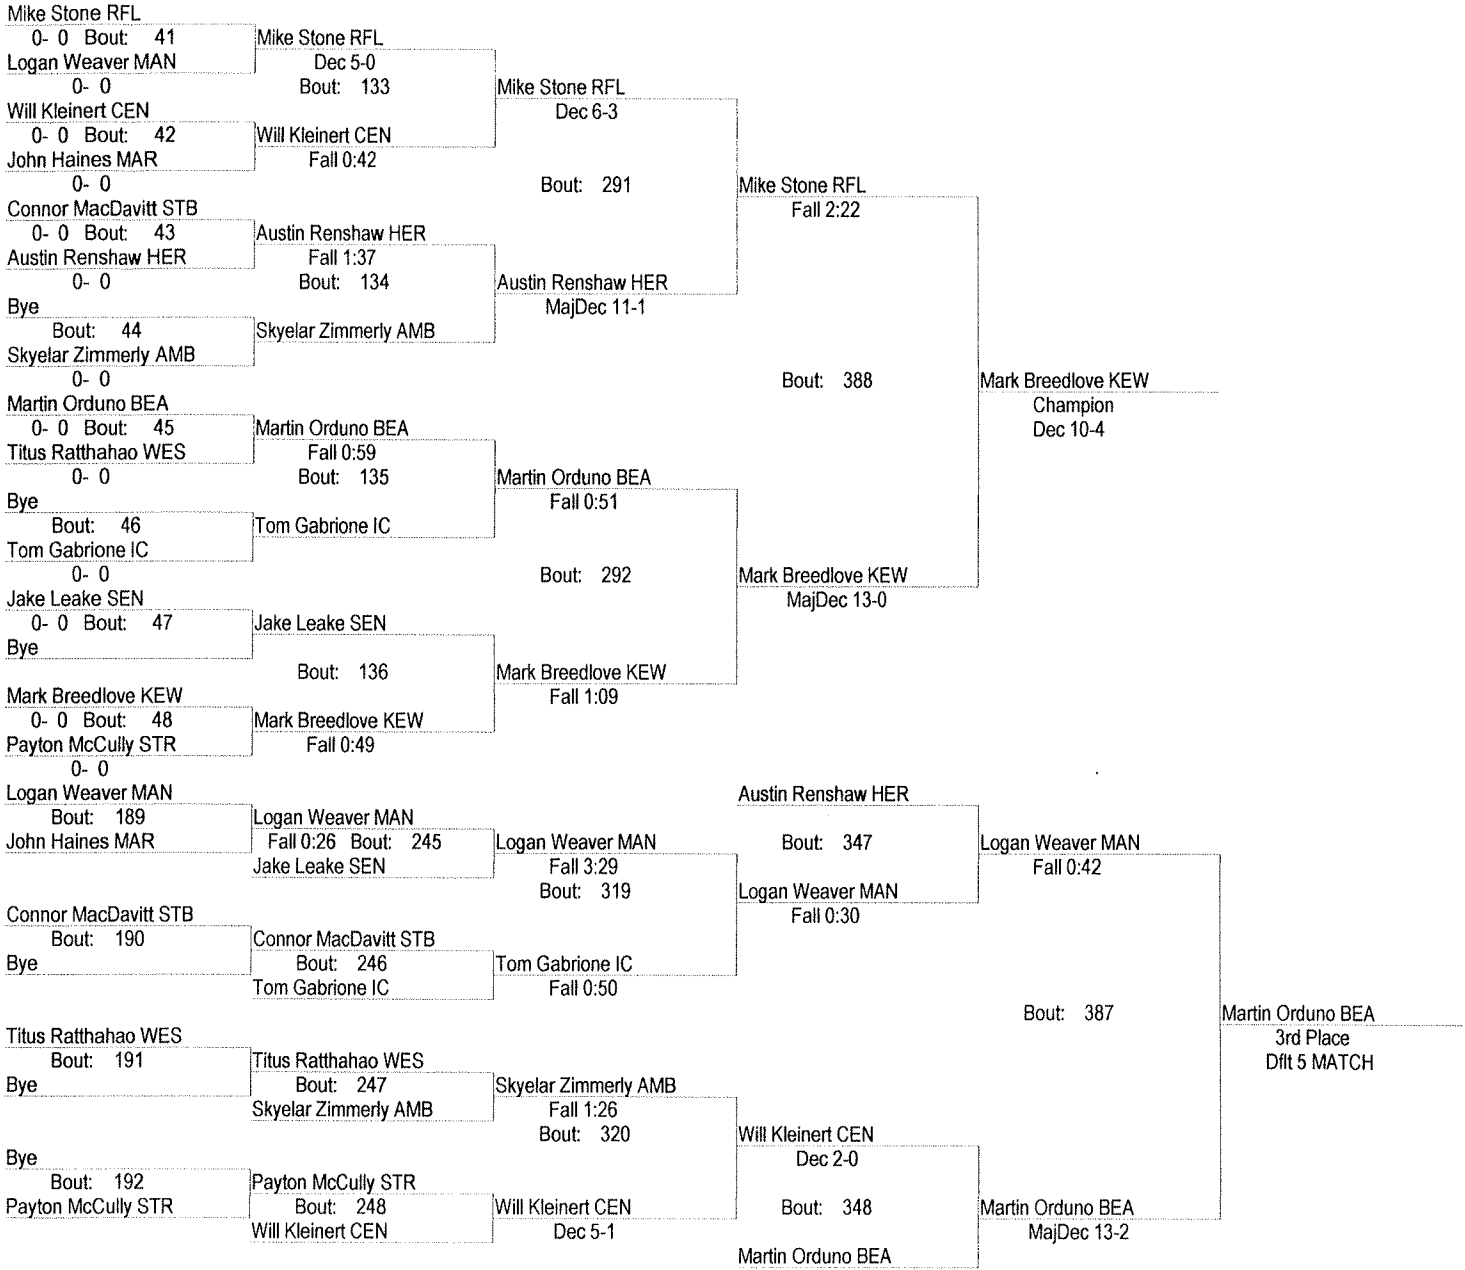 Mike Stone RFL
0- 0 Bout: 41
Mike Stone RFL
Logan Weaver MAN
Dec 5-0
0- 0
Bout: 133
Mike Stone RFL
Will Kleinert CEN
Dec 6-3
0- 0 Bout: 42
Will Kleinert CEN
John Haines MAR
Fall 0:42
0- 0
Bout: 291
Mike Stone RFL
Connor MacDavitt STB
Fall 2:22
0- 0 Bout: 43
Austin Renshaw HER
Austin Renshaw HER
Fall 1:37
0- 0
Bout: 134
Austin Renshaw HER
Bye
MajDec 11-1
Bout: 44
Skyelar Zimmerly AMB
Skyelar Zimmerly AMB
0- 0
Bout: 388
Mark Breedlove KEW
Martin Orduno BEA
Champion
0- 0 Bout: 45
Martin Orduno BEA
Dec 10-4
Titus Ratthahao WES
Fall 0:59
0- 0
Bout: 135
Martin Orduno BEA
Bye
Fall 0:51
Bout: 46
Tom Gabrione IC
Tom Gabrione IC
0- 0
Bout: 292
Mark Breedlove KEW
Jake Leake SEN
MajDec 13-0
0- 0 Bout: 47
Jake Leake SEN
Bye
Bout: 136
Mark Breedlove KEW
Mark Breedlove KEW
Fall 1:09
0- 0 Bout: 48
Mark Breedlove KEW
Payton McCully STR
Fall 0:49
0- 0
Logan Weaver MAN
Austin Renshaw HER
Bout: 189
Logan Weaver MAN
John Haines MAR
Fall 0:26 Bout: 245
Logan Weaver MAN
Bout: 347
Logan Weaver MAN
Jake Leake SEN
Fall 3:29
Fall 0:42
Bout: 319
Logan Weaver MAN
Connor MacDavitt STB
Fall 0:30
Bout: 190
Connor MacDavitt STB
Bye
Bout: 246
Tom Gabrione IC
Tom Gabrione IC
Fall 0:50
Bout: 387
Martin Orduno BEA
Titus Ratthahao WES
3rd Place
Bout: 191
Titus Ratthahao WES
Dflt 5 MATCH
Bye
Bout: 247
Skyelar Zimmerly AMB
Skyelar Zimmerly AMB
Fall 1:26
Bout: 320
Will Kleinert CEN
Bye
Dec 2-0
Bout: 192
Payton McCully STR
Payton McCully STR
Bout: 248
Will Kleinert CEN
Bout: 348
Martin Orduno BEA
Will Kleinert CEN
Dec 5-1
MajDec 13-2
Martin Orduno BEA